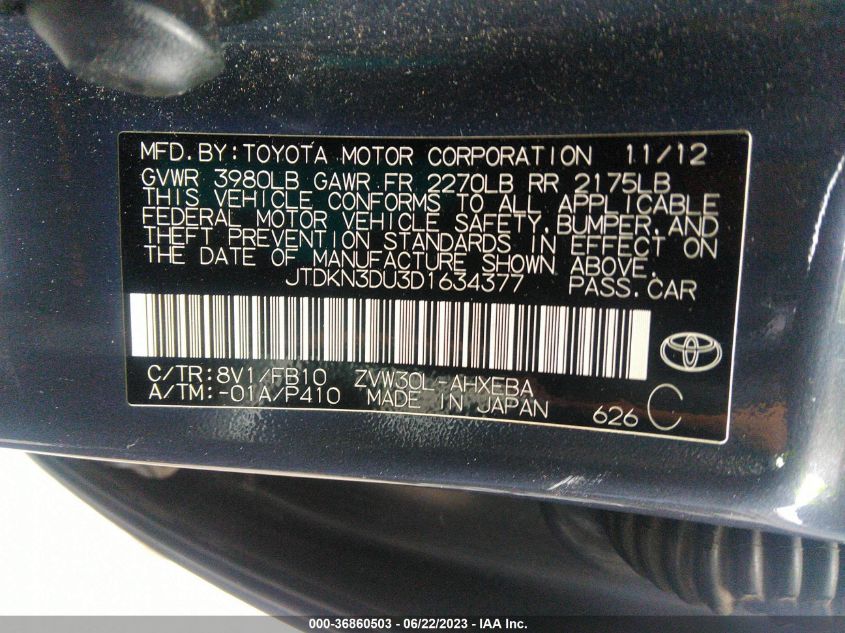 MFD.BY:TOYOTA MOTOR CORPORATION 11/12
GVWR 3980LB GAWR FR 2270LB RR 2175LB
THIS VEHICLE CONFORMS TO ALL APPLICABLE
FEDERAL MOTOR VEHICLE SAFETY,BUMPER,AND
THEFT PREVENTION STANDARDS IN EFFECT ON
THE DATE OF MANUFACTURE SHOWN ABOVE.
JTDKN3DU3D1634377 PASS.CAR
C/TR:8V1/FB10 ZVW30L-AHXEBA
A/TM:-01A/P410 MADE IN JAPAN 626 C
000-36860503 - 06/22/2023 - IAA Inc.